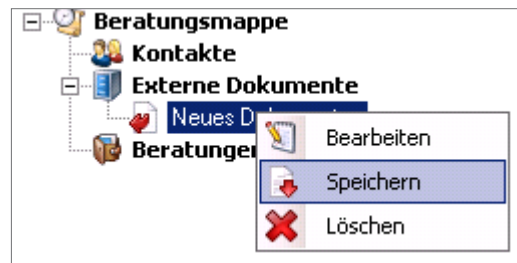 Beratungsmappe
Kontakte
Externe Dokumente
Neues
Bearbeiten
Beratungen
Speichern
Löschen